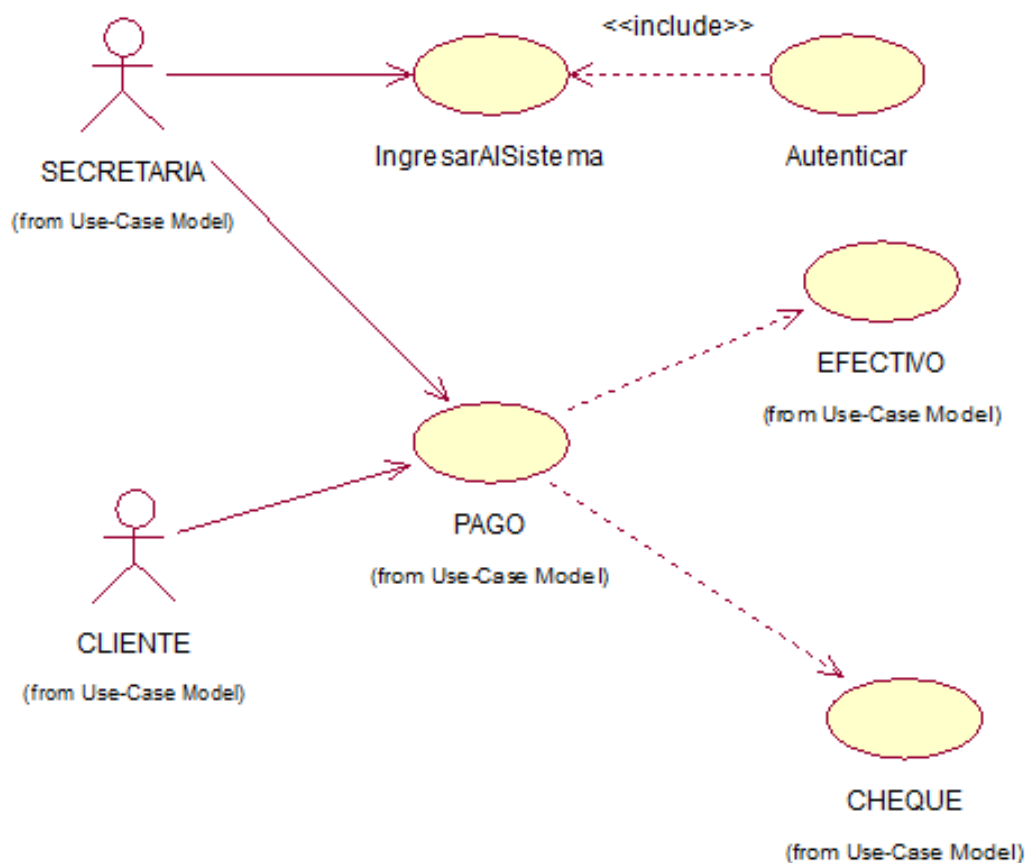 <<include>>
IngresarAlSistema
Autenticar
SECRETARIA
(from Use-Case Model)
EFECTIVO
(from Use-Case Model)
PAGO
(from Use-Case Model)
CLIENTE
(from Use-Case Model)
CHEQUE
(from Use-Case Model)